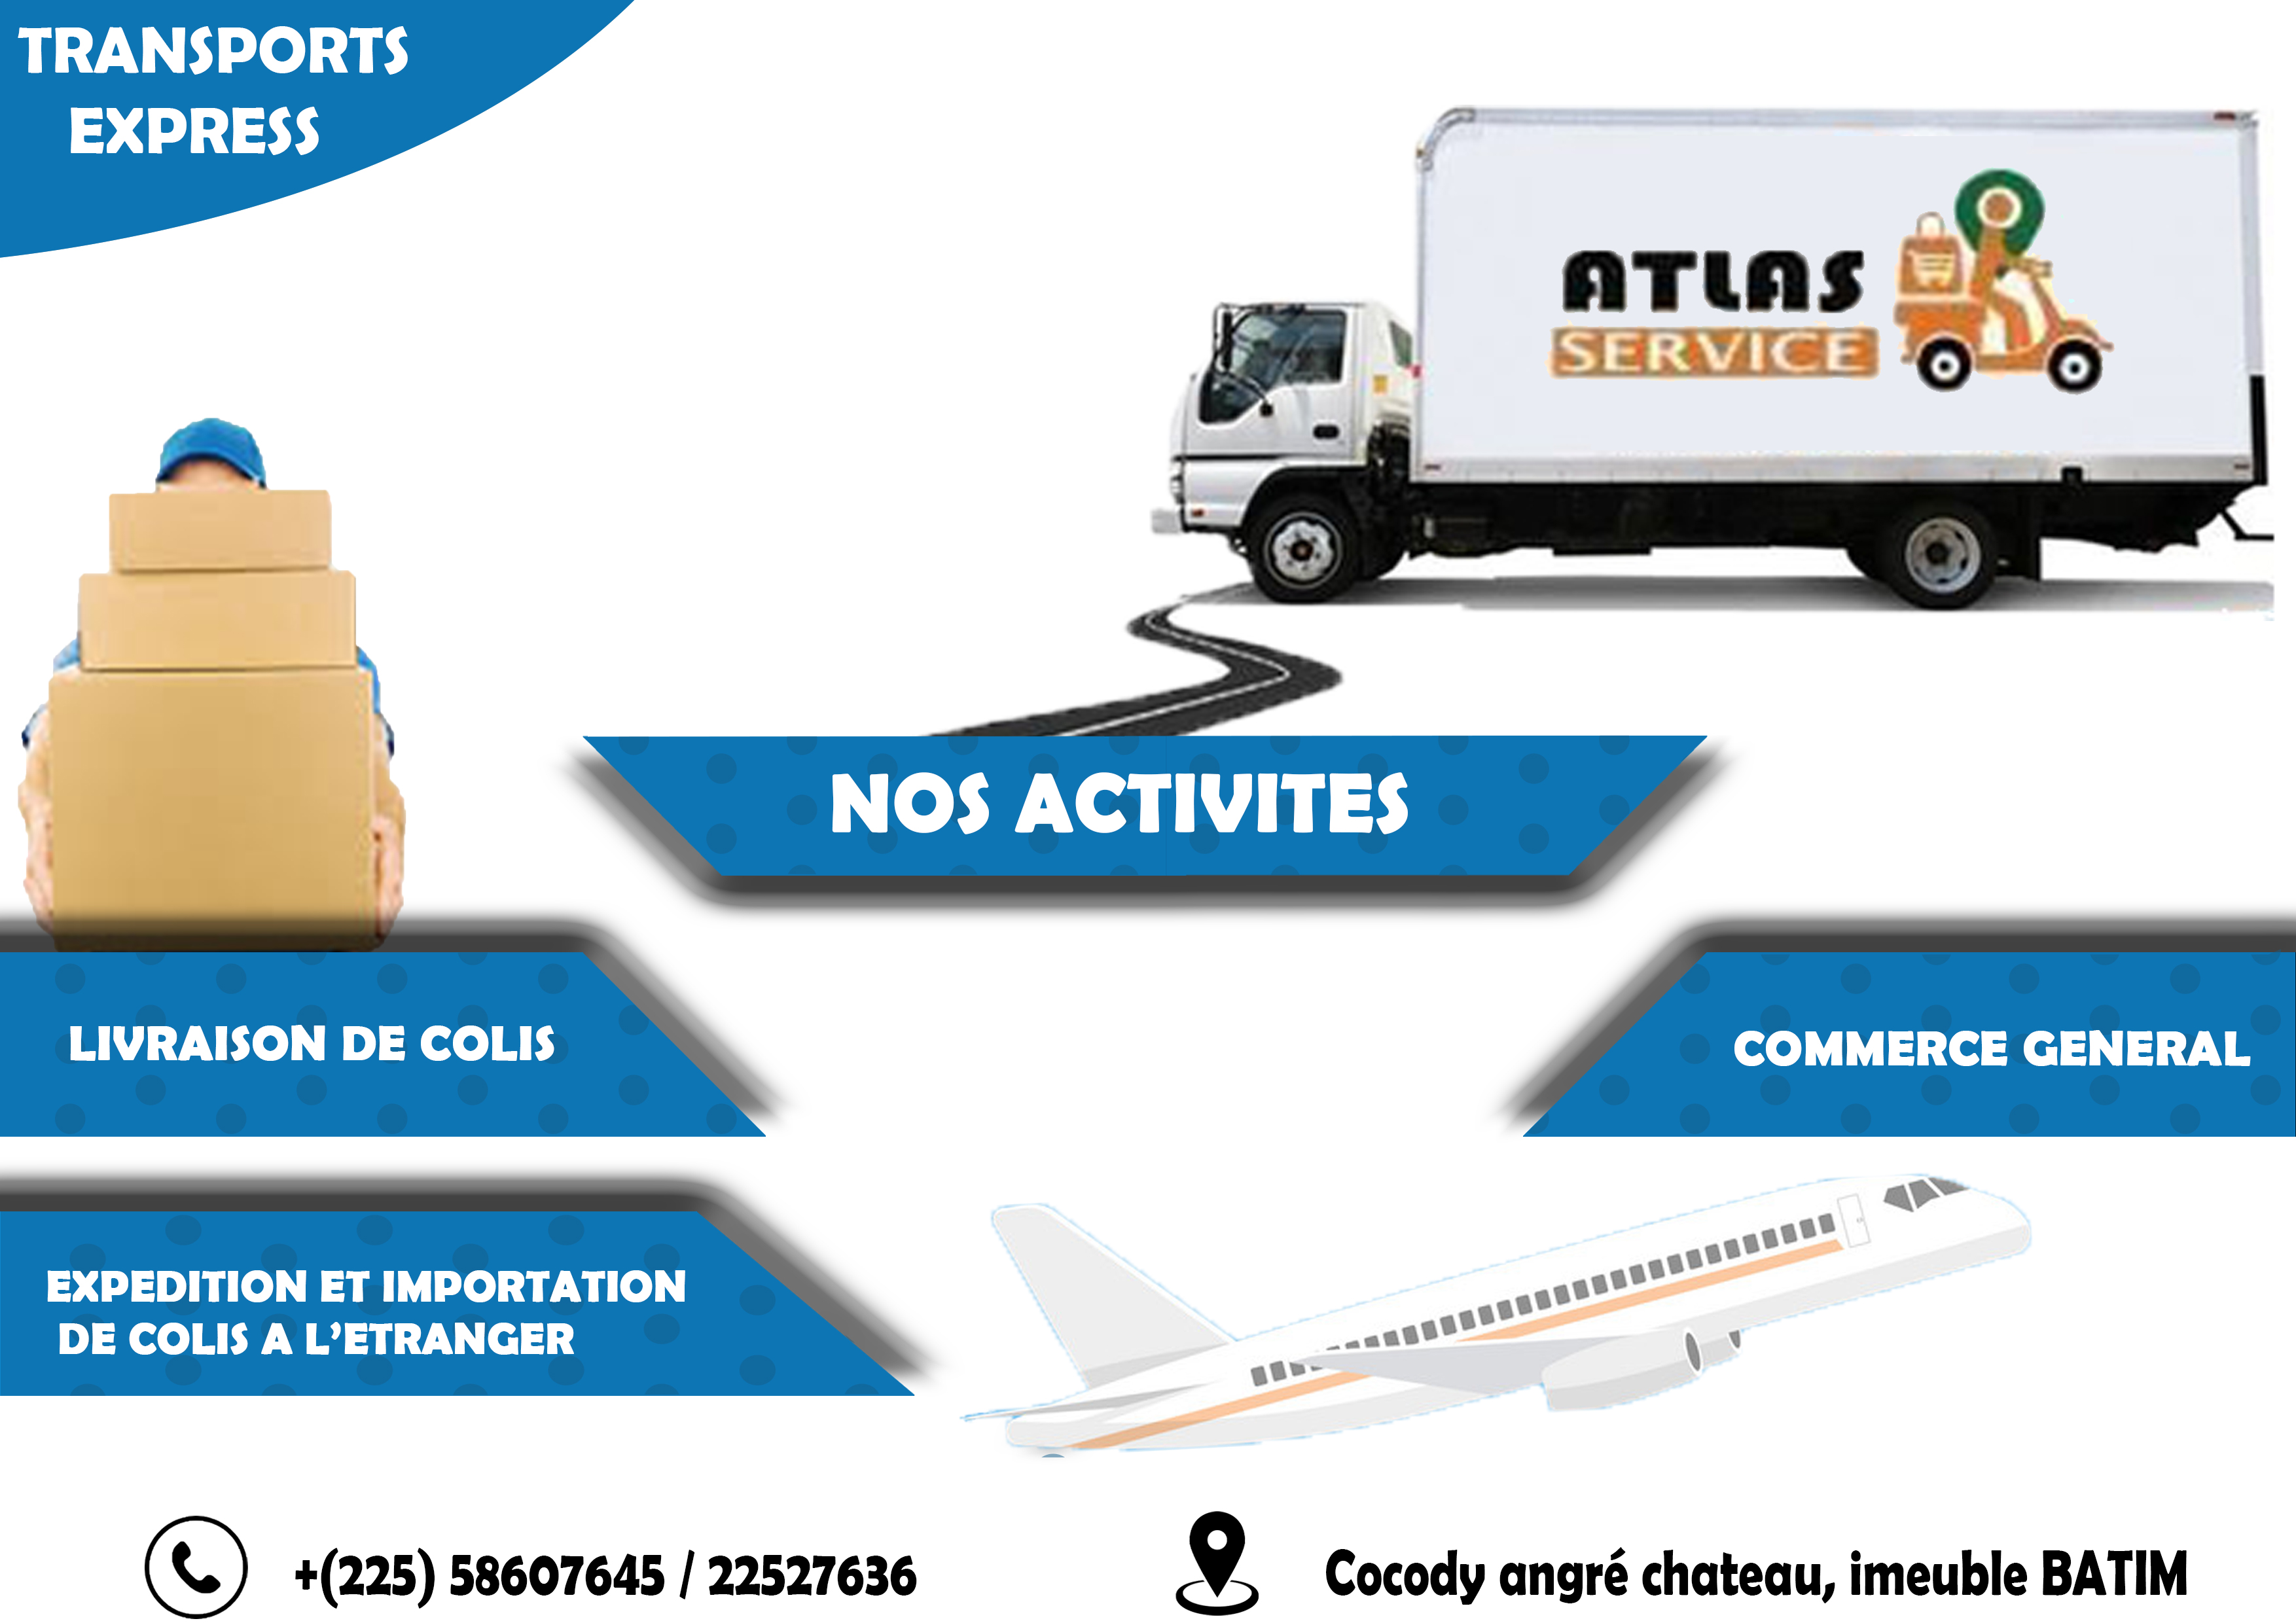 TRANSPORTS
EXPRESS
ATLAS
SERVICE
NOS ACTIVITES
LIVRAISON DE COLIS
COMMERCE GENERAL
EXPEDITION ET IMPORTATION
DE COLIS A L'ETRANGER
+(225) 58607645 / 22527636
Cocody angré chateau, imeuble BATIM